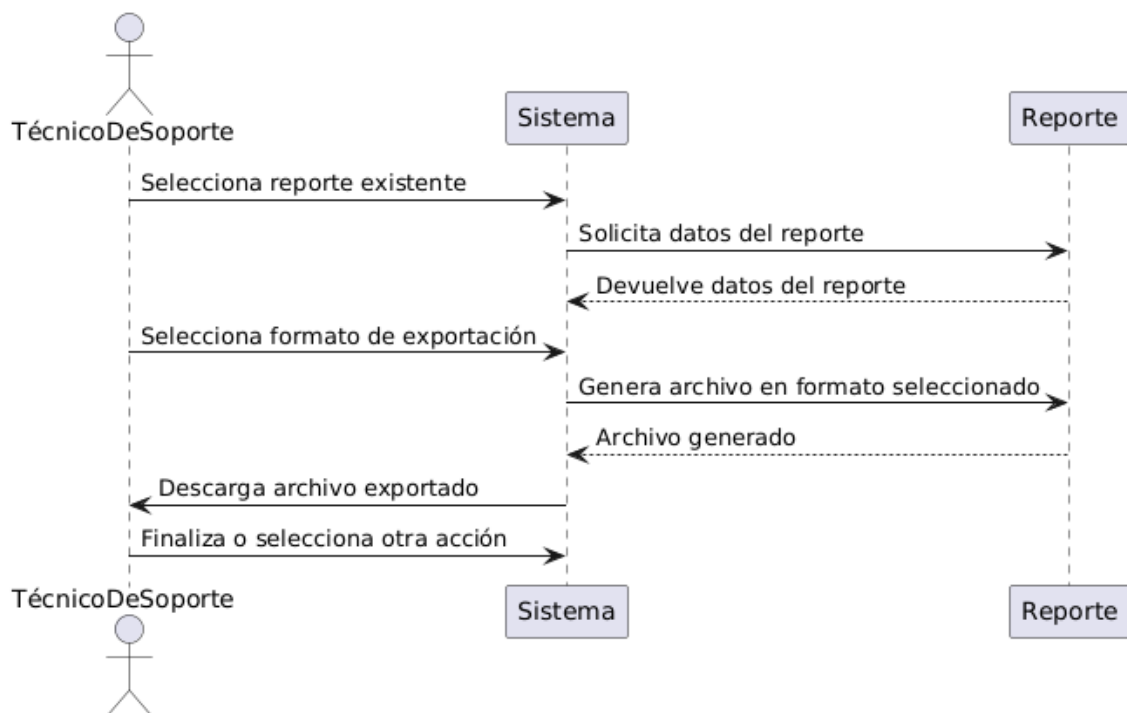 TécnicoDeSoporte
Sistema
Reporte
Selecciona reporte existente
Solicita datos del reporte
Devuelve datos del reporte
Selecciona formato de exportación
Genera archivo en formato seleccionado
Archivo generado
Descarga archivo exportado
Finaliza o selecciona otra acción
TécnicoDeSoporte
Sistema
Reporte